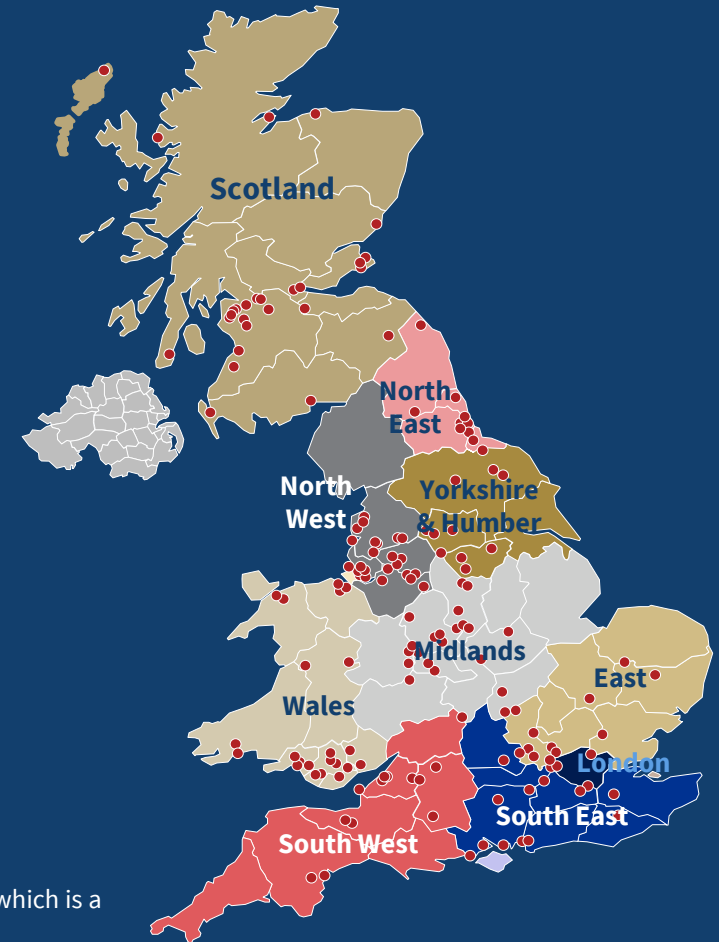 Scotland
North
East
North
West
Yorkshire
& Humber
Midlands
East
Wales
London
South East
South West
which is a